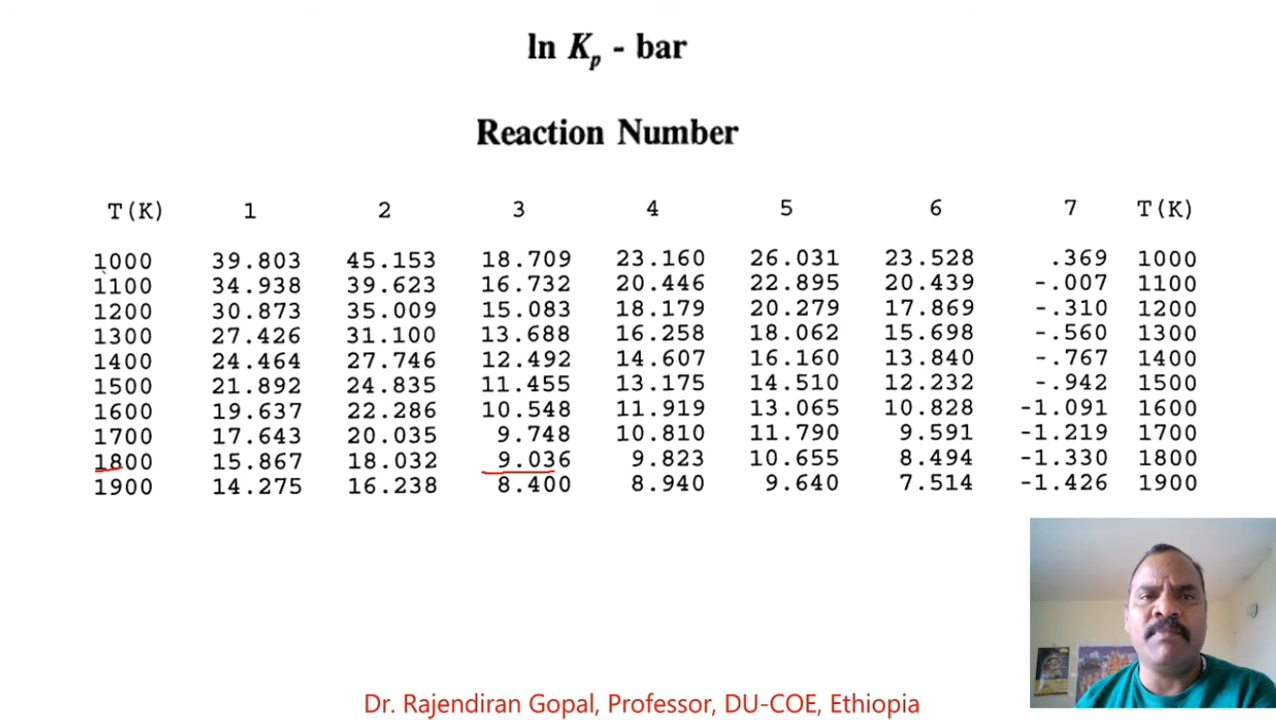 ln Kp - bar
Reaction Number
T(K) 1 2 3 4 5 6 7 T(K)
1000 39.803 45.153 18.709 23.160 26.031 23.528 .369 1000
1100 34.938 39.623 16.732 20.446 22.895 20.439 -.007 1100
1200 30.873 35.009 15.083 18.179 20.279 17.869 -.310 1200
1300 27.426 31.100 13.688 16.258 18.062 15.698 -.560 1300
1400 24.464 27.746 12.492 14.607 16.160 13.840 -.767 1400
1500 21.892 24.835 11.455 13.175 14.510 12.232 -.942 1500
1600 19.637 22.286 10.548 11.919 13.065 10.828 -1.091 1600
1700 17.643 20.035 9.748 10.810 11.790 9.591 -1.219 1700
1800 15.867 18.032 9.036 9.823 10.655 8.494 -1.330 1800
1900 14.275 16.238 8.400 8.940 9.640 7.514 -1.426 1900
Dr. Rajendiran Gopal, Professor, DU-COE, Ethiopia